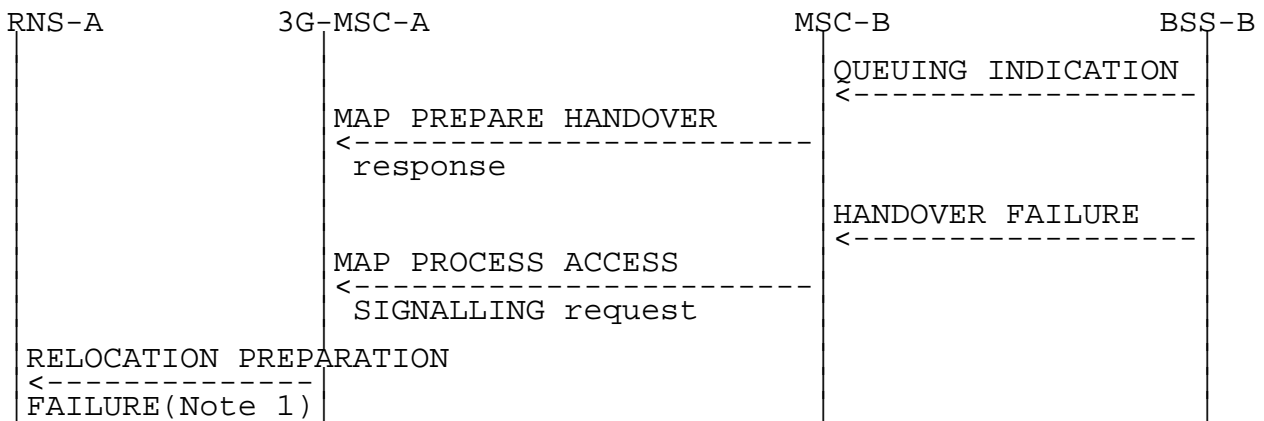 RNS-A 3G-MSC-A MSC-B BSS-B
QUEUING INDICATION
MAP PREPARE HANDOVER
response
HANDOVER FAILURE
MAP PROCESS ACCESS
SIGNALLING request
RELOCATION PREPARATION
FAILURE(Note 1)